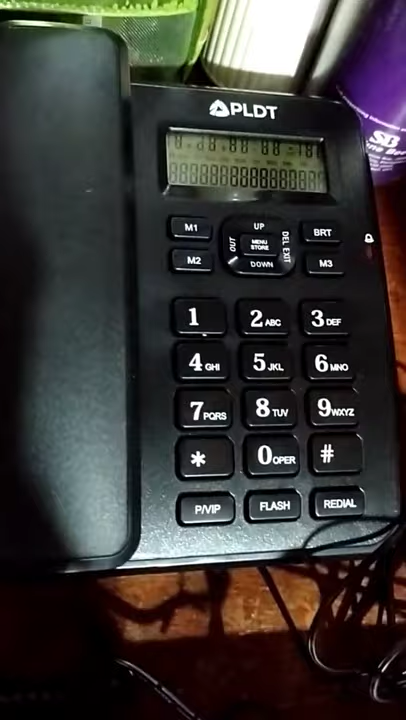 PLDT
M1
UP
BRT
OUT
MENU
STORE
DEL EXIT
M2
DOWN
M3
1
2 ABC
3 DEF
4 GHI
5 JKL
6 MNO
7 PQRS
8 TUV
9 WXYZ
*
0 OPER
#
P/VIP
FLASH
REDIAL
SB